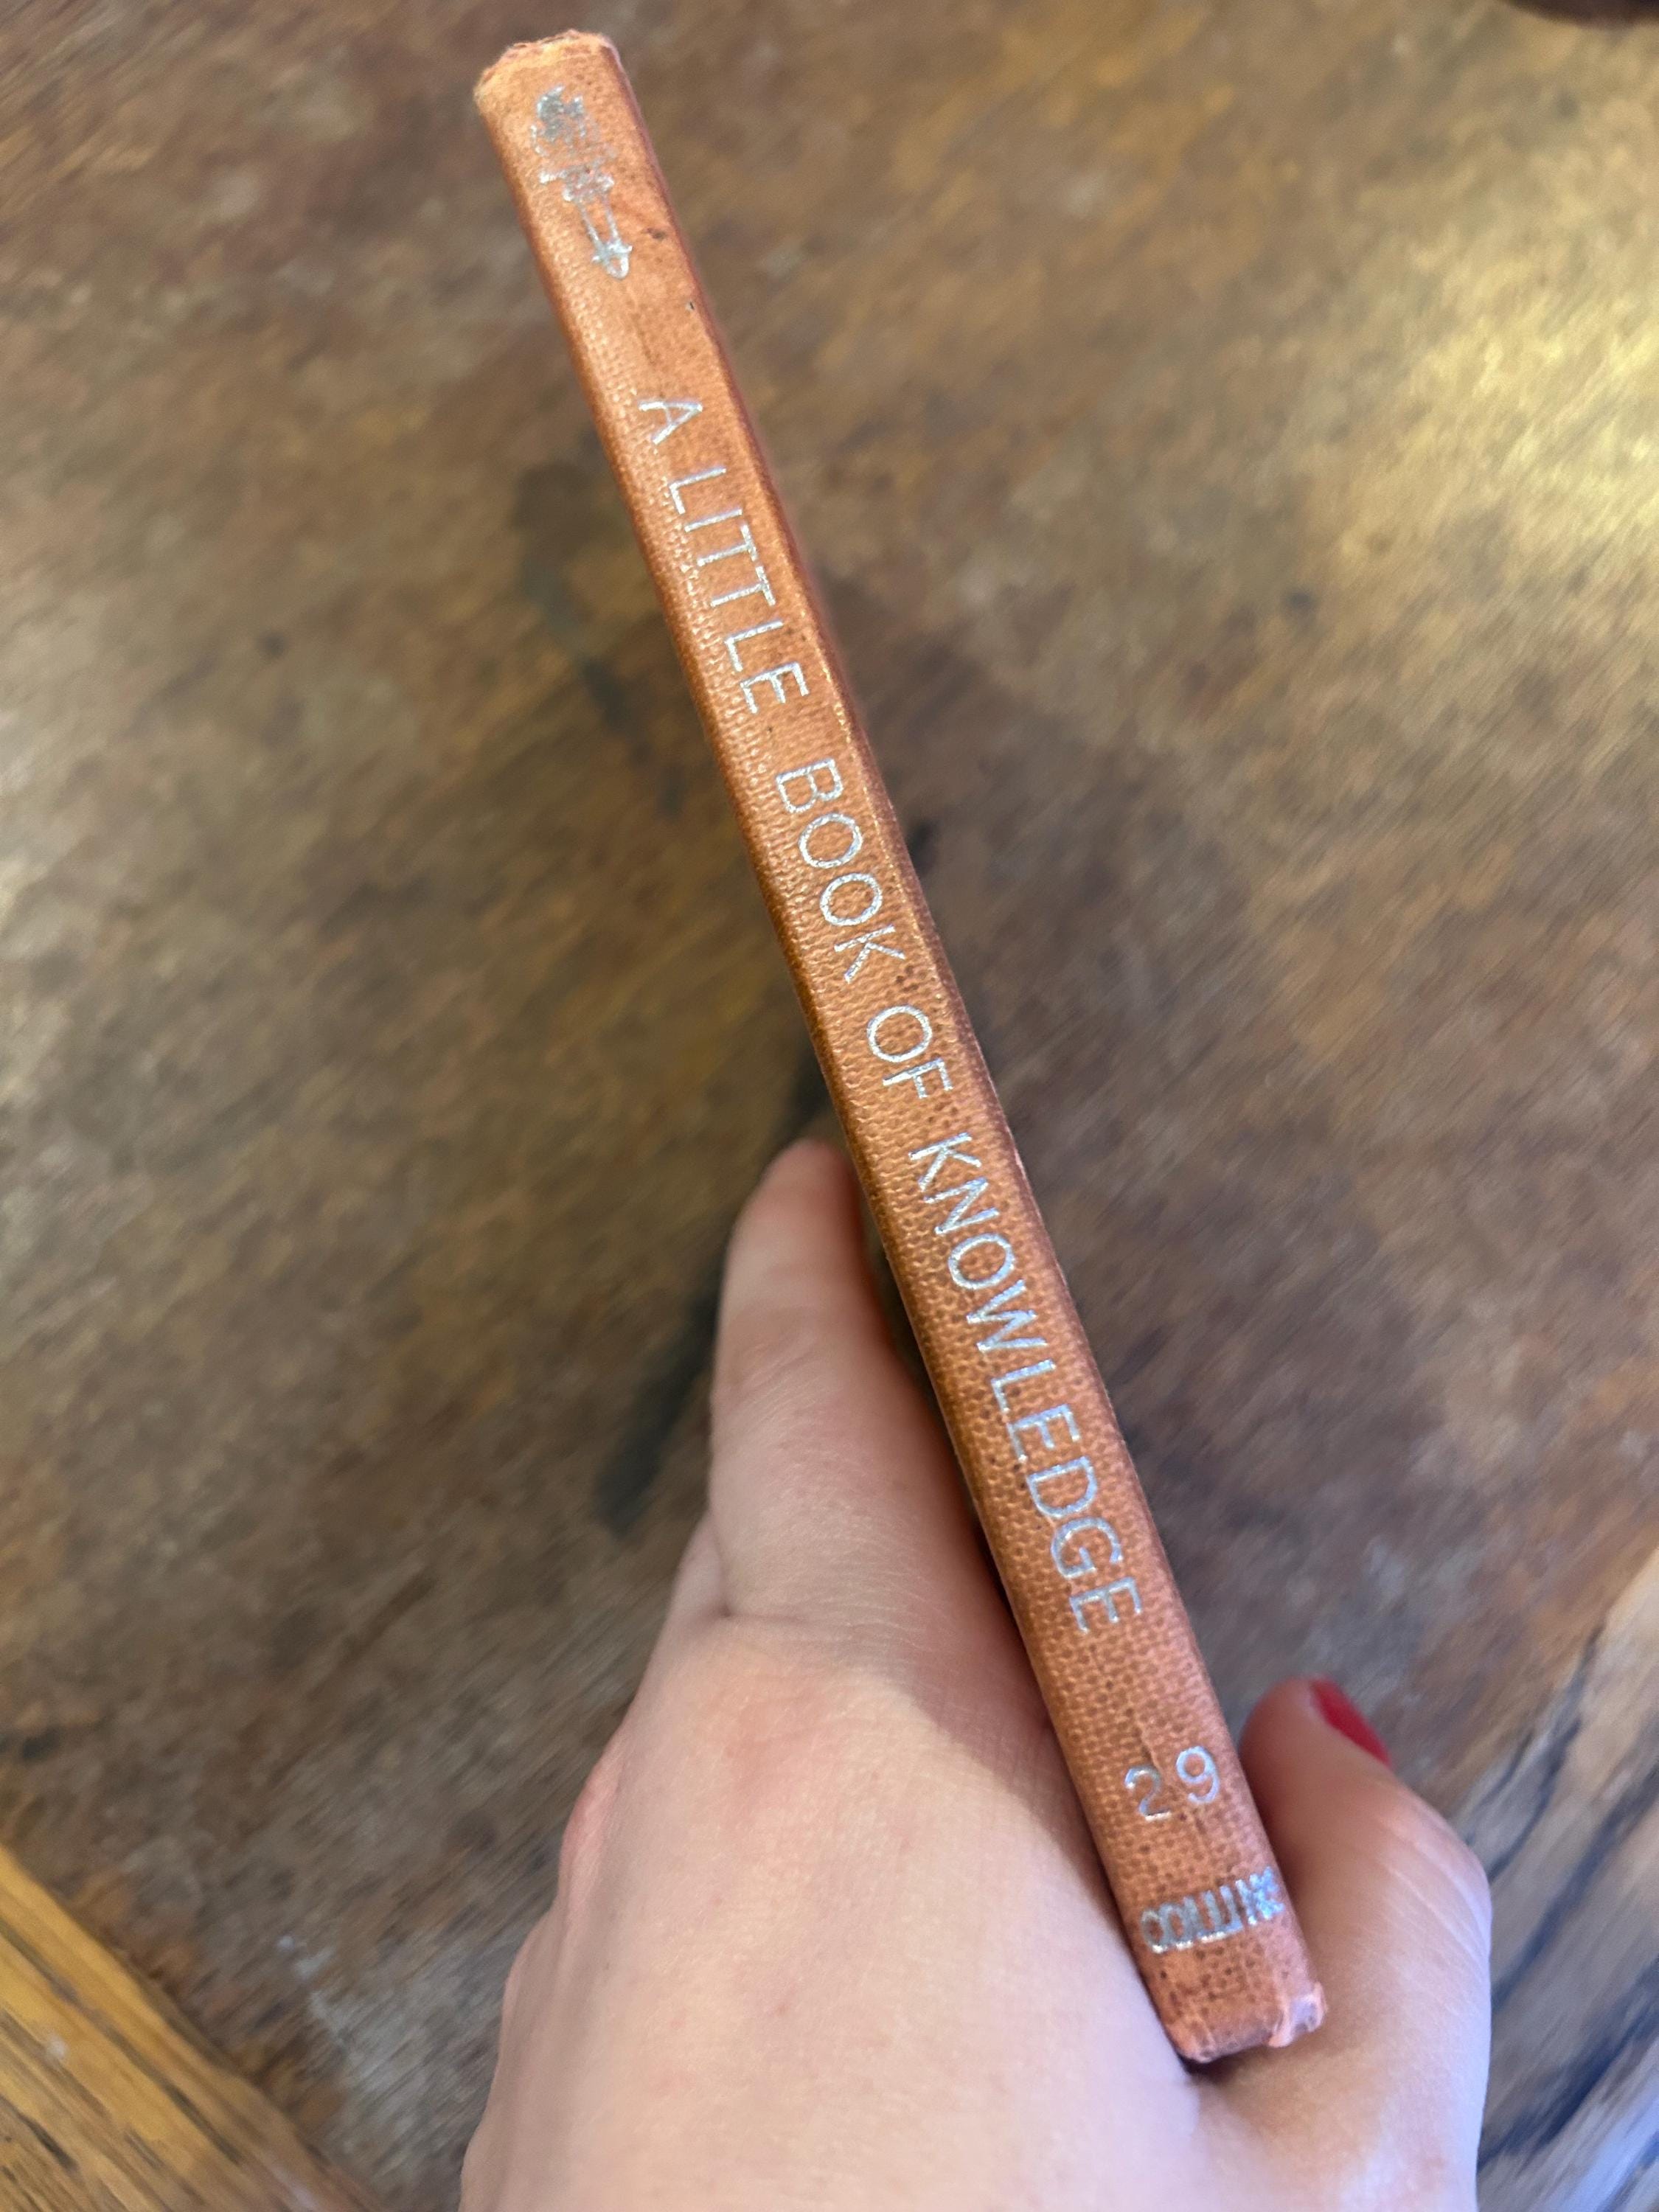 A LITTLE BOOK OF KNOWLEDGE
29
COLLINS